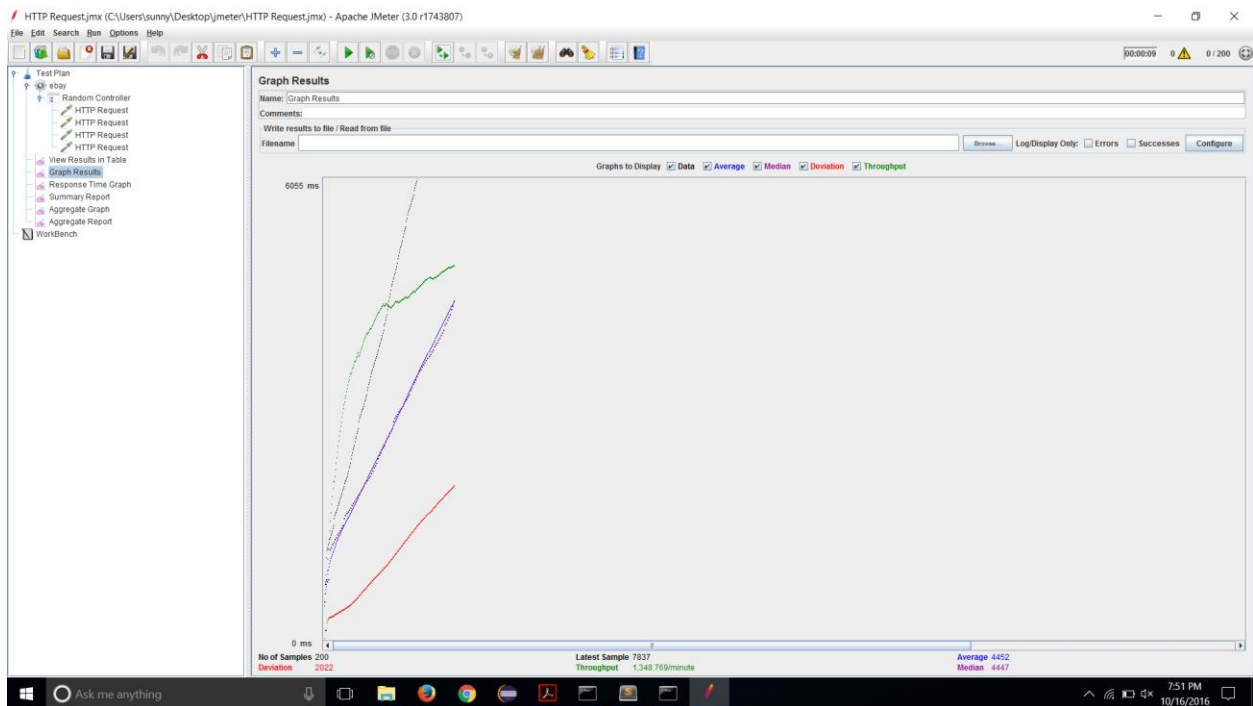 HTTP Request.jmx (C:\Users\sunny\Desktop\jmeter\HTTP Request.jmx) - Apache JMeter (3.0 r1743807)
File Edit Search Run Options Help
00:00:09 0 0 / 200
Test Plan
ebay
Random Controller
HTTP Request
HTTP Request
HTTP Request
HTTP Request
View Results in Table
Graph Results
Response Time Graph
Summary Report
Aggregate Graph
Aggregate Report
WorkBench
Graph Results
Name: Graph Results
Comments:
Write results to file / Read from file
Filename Browse... Log/Display Only: Errors Successes Configure
Graphs to Display Data Average Median Deviation Throughput
6055 ms
0 ms
No of Samples 200 Latest Sample 7837 Average 4452
Deviation 2022 Throughput 1,348.769/minute Median 4447
Ask me anything
7:51 PM
10/16/2016